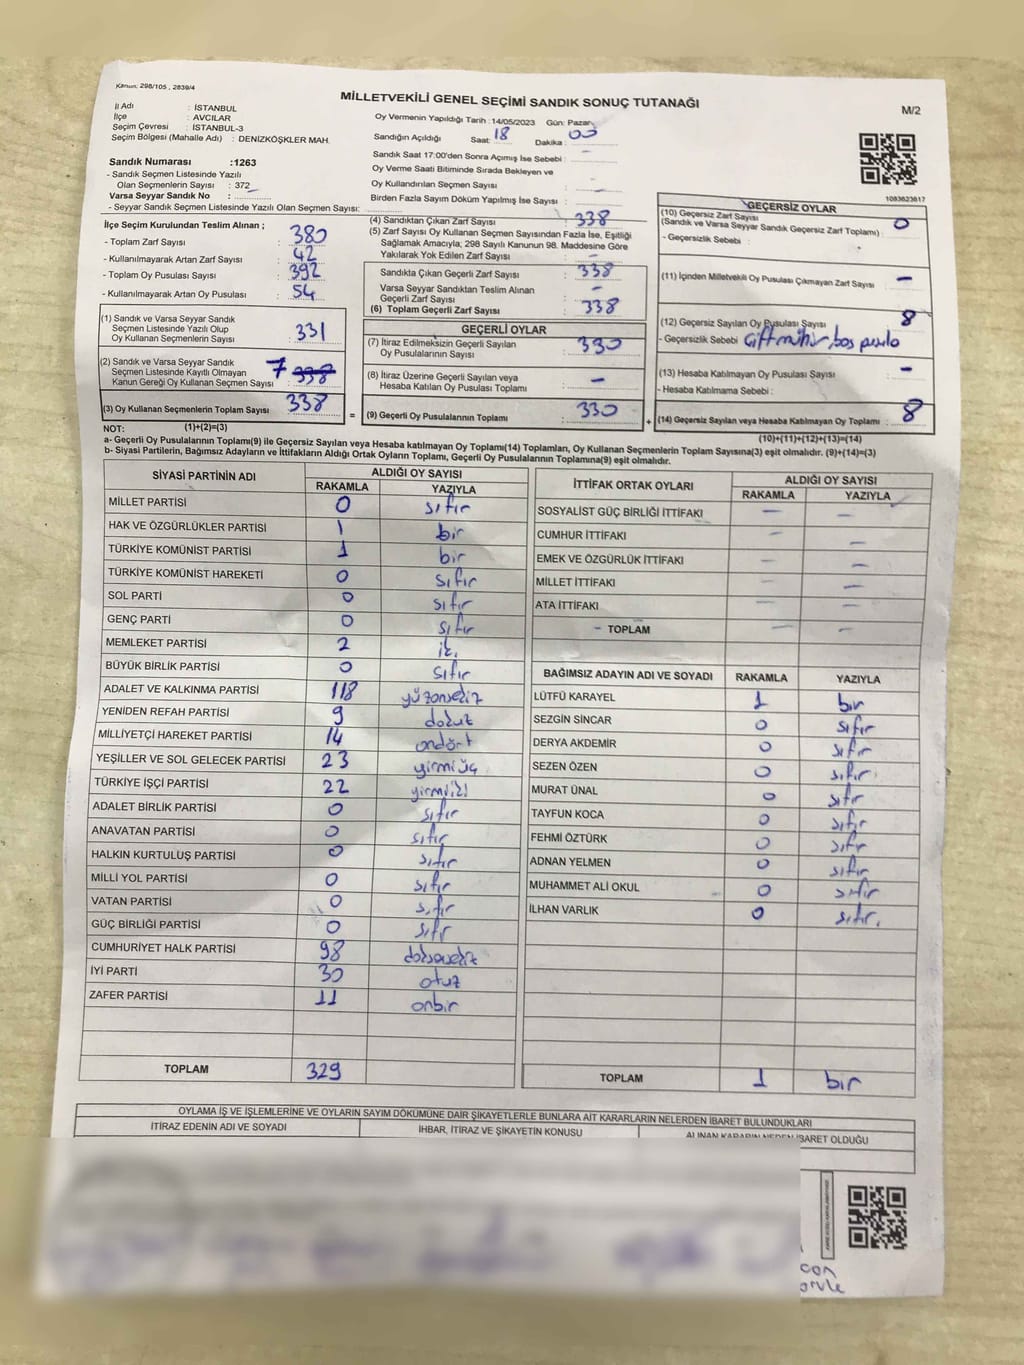 Kanun: 298/105 , 2839/4
MİLLETVEKİLİ GENEL SEÇİMİ SANDIK SONUÇ TUTANAĞI
M/2
İl Adı : İSTANBUL
İlçe : AVCILAR
Seçim Çevresi : İSTANBUL-3
Seçim Bölgesi (Mahalle Adı) : DENİZKÖŞKLER MAH.
Sandık Numarası :1263
- Sandık Seçmen Listesinde Yazılı
Olan Seçmenlerin Sayısı : 372
Varsa Seyyar Sandık No :
- Seyyar Sandık Seçmen Listesinde Yazılı Olan Seçmen Sayısı:
Oy Vermenin Yapıldığı Tarih :14/05/2023 Gün: Pazar
Sandığın Açıldığı Saat: 18 Dakika : 00
Sandık Saat 17:00'den Sonra Açımış İse Sebebi : -
Oy Verme Saati Bitiminde Sırada Bekleyen ve
Oy Kullandırılan Seçmen Sayısı : -
Birden Fazla Sayım Döküm Yapılmış İse Sayısı : -
1083623817
İlçe Seçim Kurulundan Teslim Alınan ;
- Toplam Zarf Sayısı : 380
- Kullanılmayarak Artan Zarf Sayısı : 42
- Toplam Oy Pusulası Sayısı : 392
- Kullanılmayarak Artan Oy Pusulası : 54
(1) Sandık ve Varsa Seyyar Sandık
Seçmen Listesinde Yazılı Olup
Oy Kullanan Seçmenlerin Sayısı : 331
(2) Sandık ve Varsa Seyyar Sandık
Seçmen Listesinde Kayıtlı Olmayan
Kanun Gereği Oy Kullanan Seçmen Sayısı : 7 338
(3) Oy Kullanan Seçmenlerin Toplam Sayısı : 338
(4) Sandıktan Çıkan Zarf Sayısı : 338
(5) Zarf Sayısı Oy Kullanan Seçmen Sayısından Fazla İse, Eşitliği
Sağlamak Amacıyla; 298 Sayılı Kanunun 98. Maddesine Göre
Yakılarak Yok Edilen Zarf Sayısı : -
Sandıkta Çıkan Geçerli Zarf Sayısı : 338
Varsa Seyyar Sandıktan Teslim Alınan
Geçerli Zarf Sayısı : -
(6) Toplam Geçerli Zarf Sayısı : 338
GEÇERLİ OYLAR
(7) İtiraz Edilmeksizin Geçerli Sayılan
Oy Pusulalarının Sayısı : 330
(8) İtiraz Üzerine Geçerli Sayılan veya
Hesaba Katılan Oy Pusulası Toplamı : -
= (9) Geçerli Oy Pusulalarının Toplamı : 330
GEÇERSİZ OYLAR
(10) Geçersiz Zarf Sayısı
(Sandık ve Varsa Seyyar Sandık Geçersiz Zarf Toplamı) : 0
- Geçersizlik Sebebi :
(11) İçinden Milletvekili Oy Pusulası Çıkmayan Zarf Sayısı : -
(12) Geçersiz Sayılan Oy Pusulası Sayısı : 8
- Geçersizlik Sebebi : Çift mühür, boş pusula
(13) Hesaba Katılmayan Oy Pusulası Sayısı : -
- Hesaba Katılmama Sebebi :
+ (14) Geçersiz Sayılan veya Hesaba Katılmayan Oy Toplamı : 8
NOT: (1)+(2)=(3) (10)+(11)+(12)+(13)=(14)
a- Geçerli Oy Pusulalarının Toplamı(9) ile Geçersiz Sayılan veya Hesaba katılmayan Oy Toplamı(14) Toplamları, Oy Kullanan Seçmenlerin Toplam Sayısına(3) eşit olmalıdır. (9)+(14)=(3)
b- Siyasi Partilerin, Bağımsız Adayların ve İttifakların Aldığı Ortak Oyların Toplamı, Geçerli Oy Pusulalarının Toplamına(9) eşit olmalıdır.
SİYASİ PARTİNİN ADI ALDIĞI OY SAYISI
RAKAMLA YAZIYLA
MİLLET PARTİSİ 0 sıfır
HAK VE ÖZGÜRLÜKLER PARTİSİ 1 bir
TÜRKİYE KOMÜNİST PARTİSİ 1 bir
TÜRKİYE KOMÜNİST HAREKETİ 0 sıfır
SOL PARTİ 0 sıfır
GENÇ PARTİ 0 sıfır
MEMLEKET PARTİSİ 2 iki
BÜYÜK BİRLİK PARTİSİ 0 sıfır
ADALET VE KALKINMA PARTİSİ 118 yüzonsekiz
YENİDEN REFAH PARTİSİ 9 dokuz
MİLLİYETÇİ HAREKET PARTİSİ 14 ondört
YEŞİLLER VE SOL GELECEK PARTİSİ 23 yirmiüç
TÜRKİYE İŞÇİ PARTİSİ 22 yirmiiki
ADALET BİRLİK PARTİSİ 0 sıfır
ANAVATAN PARTİSİ 0 sıfır
HALKIN KURTULUŞ PARTİSİ 0 sıfır
MİLLİ YOL PARTİSİ 0 sıfır
VATAN PARTİSİ 0 sıfır
GÜÇ BİRLİĞİ PARTİSİ 0 sıfır
CUMHURİYET HALK PARTİSİ 98 doksansekiz
İYİ PARTİ 30 otuz
ZAFER PARTİSİ 11 onbir
TOPLAM 329
İTTİFAK ORTAK OYLARI ALDIĞI OY SAYISI
RAKAMLA YAZIYLA
SOSYALİST GÜÇ BİRLİĞİ İTTİFAKI - -
CUMHUR İTTİFAKI - -
EMEK VE ÖZGÜRLÜK İTTİFAKI - -
MİLLET İTTİFAKI - -
ATA İTTİFAKI - -
- TOPLAM - -
BAĞIMSIZ ADAYIN ADI VE SOYADI RAKAMLA YAZIYLA
LÜTFÜ KARAYEL 1 bir
SEZGİN SİNCAR 0 sıfır
DERYA AKDEMİR 0 sıfır
SEZEN ÖZEN 0 sıfır
MURAT ÜNAL 0 sıfır
TAYFUN KOCA 0 sıfır
FEHMİ ÖZTÜRK 0 sıfır
ADNAN YELMEN 0 sıfır
MUHAMMET ALİ OKUL 0 sıfır
İLHAN VARLIK 0 sıfır
TOPLAM 1 bir
OYLAMA İŞ VE İŞLEMLERİNE VE OYLARIN SAYIM DÖKÜMÜNE DAİR ŞİKAYETLERLE BUNLARA AİT KARARLARIN NELERDEN İBARET BULUNDUKLARI
İTİRAZ EDENİN ADI VE SOYADI İHBAR, İTİRAZ VE ŞİKAYETİN KONUSU ALINAN KARARIN NEDEN İBARET OLDUĞU